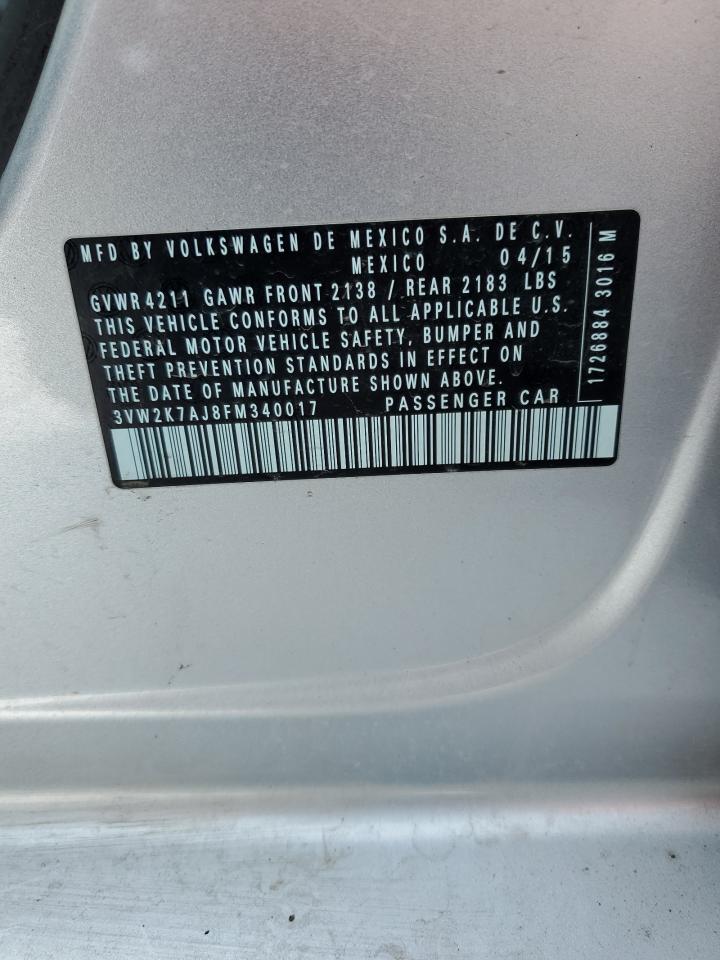 MFD BY VOLKSWAGEN DE MEXICO S.A. DE C.V.
MEXICO 04/15
GVWR 4211 GAWR FRONT 2138 / REAR 2183 LBS
THIS VEHICLE CONFORMS TO ALL APPLICABLE U.S.
FEDERAL MOTOR VEHICLE SAFETY, BUMPER AND
THEFT PREVENTION STANDARDS IN EFFECT ON
THE DATE OF MANUFACTURE SHOWN ABOVE.
3VW2K7AJ8FM340017 PASSENGER CAR
1726884 3016 M